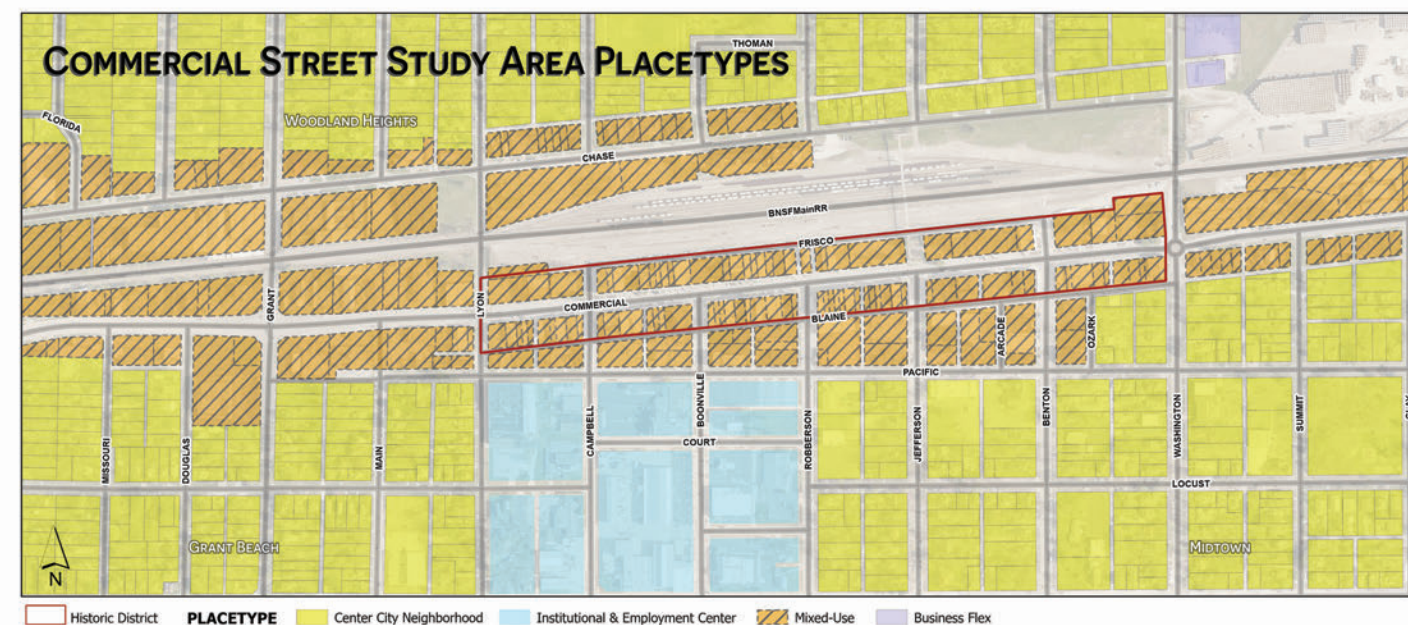 COMMERCIAL STREET STUDY AREA PLACETYPES
THOMAN
FLORIDA
WOODLAND HEIGHTS
CHASE
BNSFMainRR
FRISCO
GRANT
LYON
COMMERCIAL
BLAINE
ARCADE
OZARK
PACIFIC
MISSOURI
DOUGLAS
MAIN
CAMPBELL
BOONVILLE
COURT
ROBBERSON
JEFFERSON
BENTON
WASHINGTON
SUMMIT
CLAY
LOCUST
GRANT BEACH
MIDTOWN
N
Historic District PLACETYPE Center City Neighborhood Institutional & Employment Center Mixed-Use Business Flex